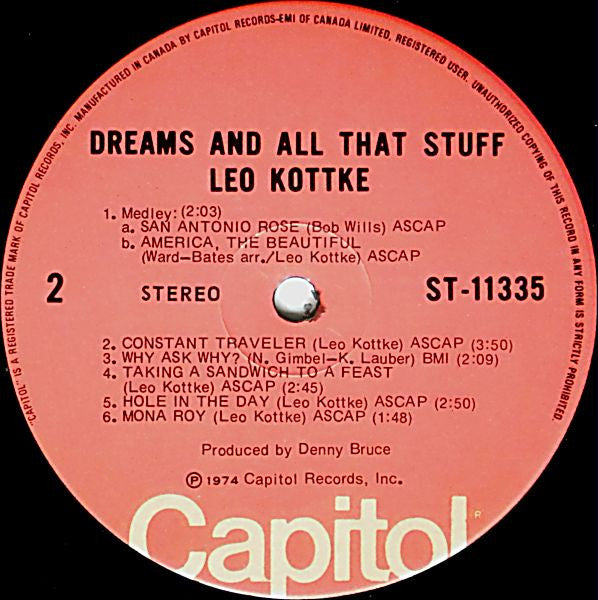 "CAPITOL" IS A REGISTERED TRADE MARK OF CAPITOL RECORDS, INC. MANUFACTURED IN CANADA BY CAPITOL RECORDS-EMI OF CANADA LIMITED, REGISTERED USER. UNAUTHORIZED COPYING OF THIS RECORD IN ANY FORM IS STRICTLY PROHIBITED.
DREAMS AND ALL THAT STUFF
LEO KOTTKE
1. Medley: (2:03)
a. SAN ANTONIO ROSE (Bob Wills) ASCAP
b. AMERICA, THE BEAUTIFUL
(Ward-Bates arr./Leo Kottke) ASCAP
2 STEREO ST-11335
2. CONSTANT TRAVELER (Leo Kottke) ASCAP (3:50)
3. WHY ASK WHY? (N. Gimbel-K. Lauber) BMI (2:09)
4. TAKING A SANDWICH TO A FEAST
(Leo Kottke) ASCAP (2:45)
5. HOLE IN THE DAY (Leo Kottke) ASCAP (2:50)
6. MONA ROY (Leo Kottke) ASCAP (1:48)
Produced by Denny Bruce
℗ 1974 Capitol Records, Inc.
Capitol®